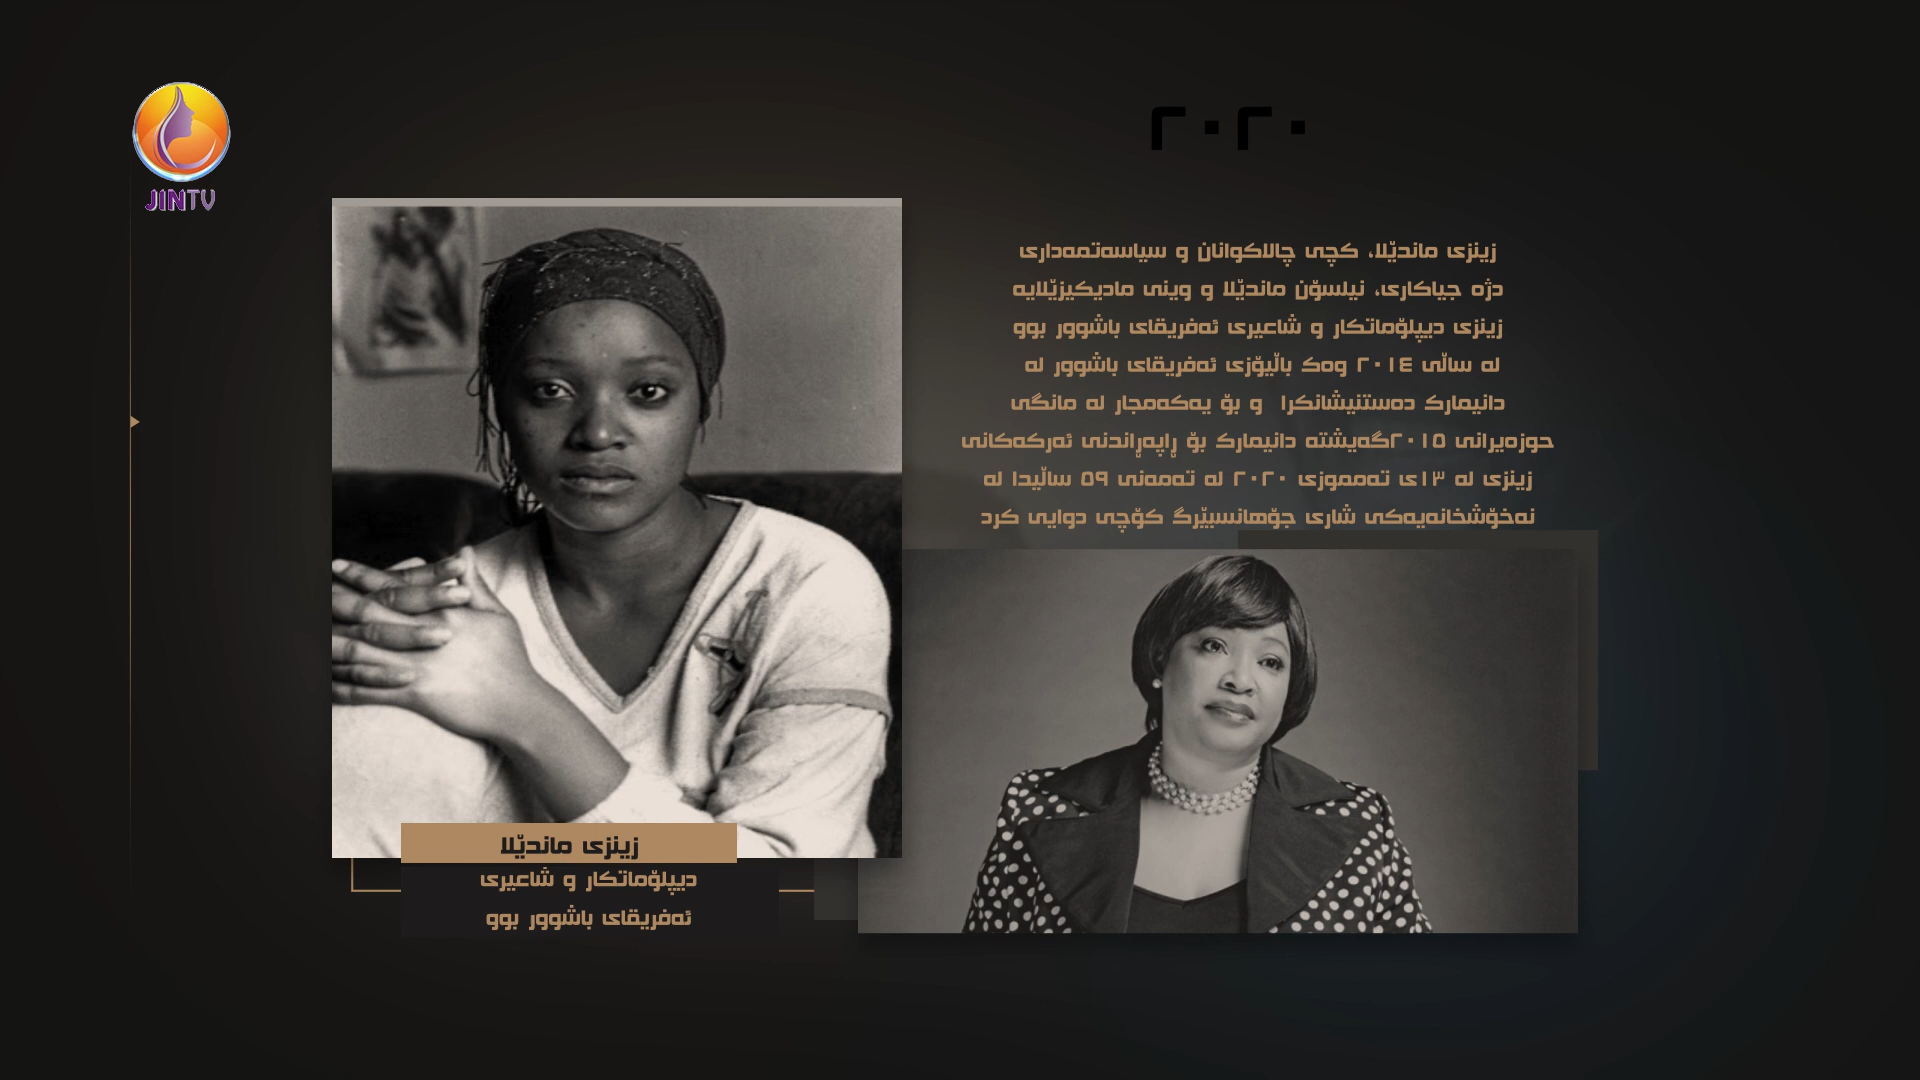 JINTV
٢٠٢٠
زینزی ماندێلا، کچی چالاکوانان و سیاسەتمەداری
دژە جیاکاری، نیلسۆن ماندێلا و وینی مادیکیزێلایە
زینزی دیپلۆماتکار و شاعیری ئەفریقای باشوور بوو
لە ساڵی ٢٠١٤ وەک باڵیۆزی ئەفریقای باشوور لە
دانیمارک دەستنیشانکرا و بۆ یەکەمجار لە مانگی
حوزەیرانی ٢٠١٥گەیشتە دانیمارک بۆ ڕاپەڕاندنی ئەرکەکانی
زینزی لە ١٣ی تەمموزی ٢٠٢٠ لە تەمەنی ٥٩ ساڵیدا لە
نەخۆشخانەیەکی شاری جۆهانسبێرگ کۆچی دوایی کرد
زینزی ماندێلا
دیپلۆماتکار و شاعیری
ئەفریقای باشوور بوو